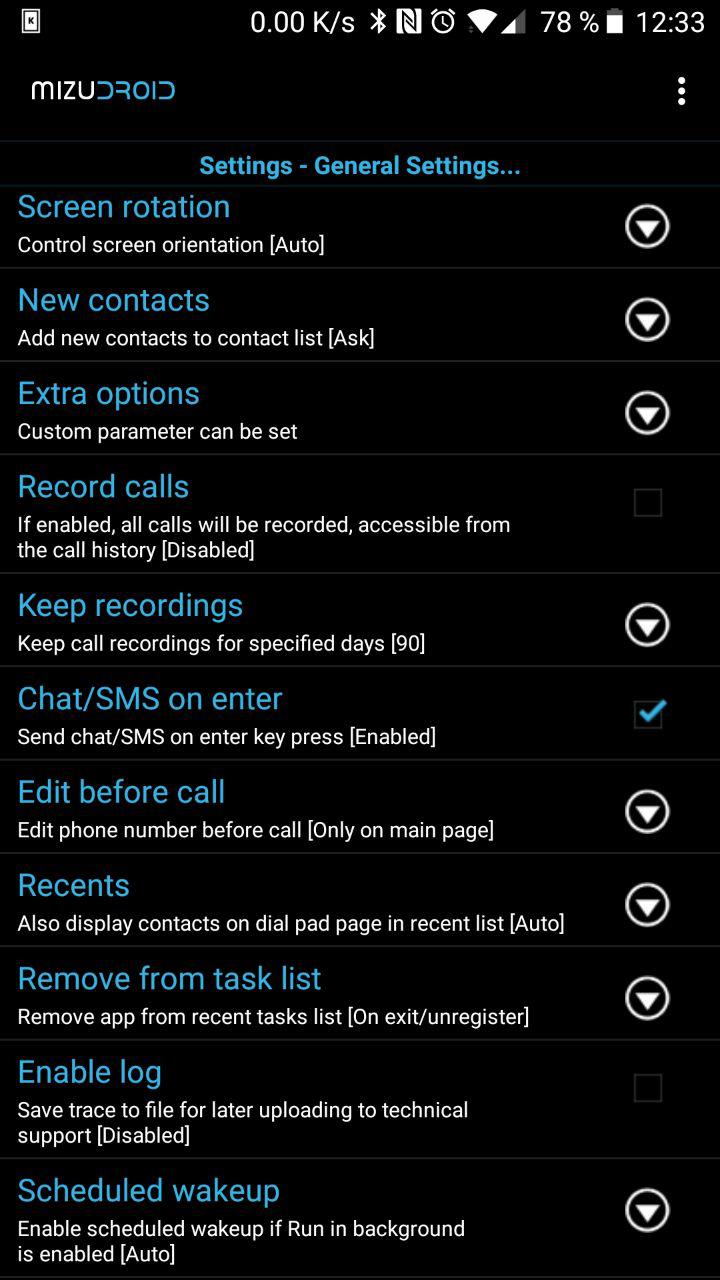 0.00 K/s 78 % 12:33
MIZUDROID
Settings - General Settings...
Screen rotation
Control screen orientation [Auto]
New contacts
Add new contacts to contact list [Ask]
Extra options
Custom parameter can be set
Record calls
If enabled, all calls will be recorded, accessible from
the call history [Disabled]
Keep recordings
Keep call recordings for specified days [90]
Chat/SMS on enter
Send chat/SMS on enter key press [Enabled]
Edit before call
Edit phone number before call [Only on main page]
Recents
Also display contacts on dial pad page in recent list [Auto]
Remove from task list
Remove app from recent tasks list [On exit/unregister]
Enable log
Save trace to file for later uploading to technical
support [Disabled]
Scheduled wakeup
Enable scheduled wakeup if Run in background
is enabled [Auto]